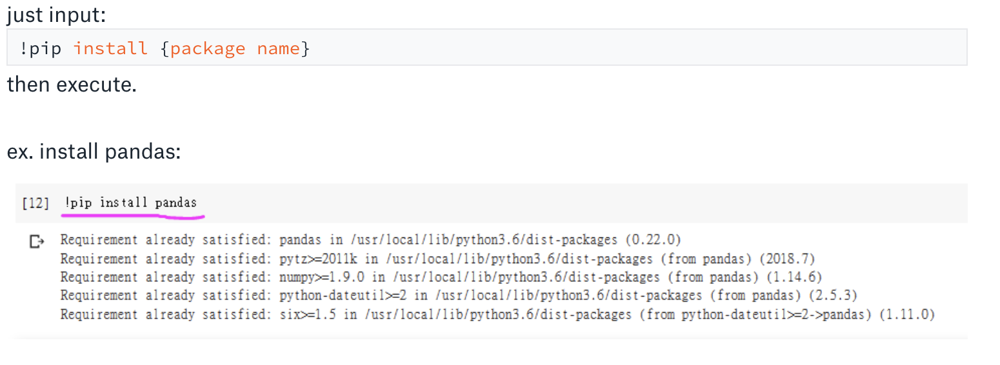 just input:
!pip install {package name}
then execute.
ex. install pandas:
[12] !pip install pandas
Requirement already satisfied: pandas in /usr/local/lib/python3.6/dist-packages (0.22.0)
Requirement already satisfied: pytz>=2011k in /usr/local/lib/python3.6/dist-packages (from pandas) (2018.7)
Requirement already satisfied: numpy>=1.9.0 in /usr/local/lib/python3.6/dist-packages (from pandas) (1.14.6)
Requirement already satisfied: python-dateutil>=2 in /usr/local/lib/python3.6/dist-packages (from pandas) (2.5.3)
Requirement already satisfied: six>=1.5 in /usr/local/lib/python3.6/dist-packages (from python-dateutil>=2->pandas) (1.11.0)